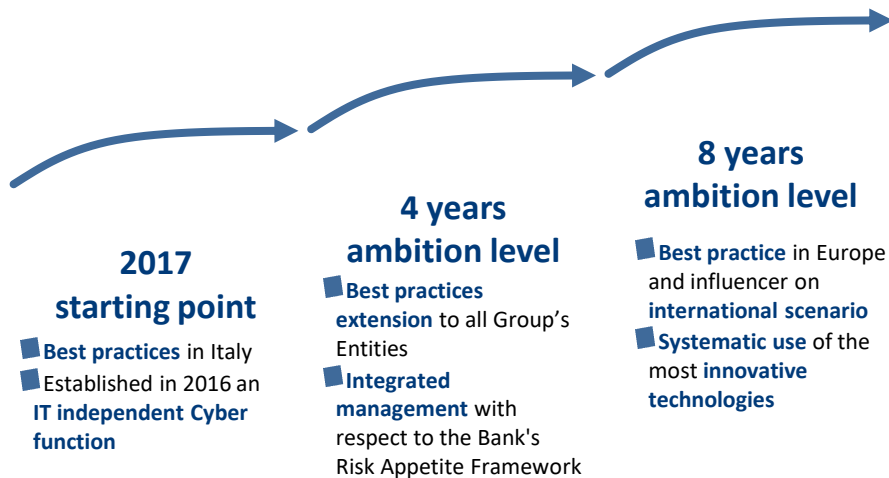 2017
starting point
Best practices in Italy
Established in 2016 an
IT independent Cyber
function
4 years
ambition level
Best practices
extension to all Group's
Entities
Integrated
management with
respect to the Bank's
Risk Appetite Framework
8 years
ambition level
Best practice in Europe
and influencer on
international scenario
Systematic use of the
most innovative
technologies